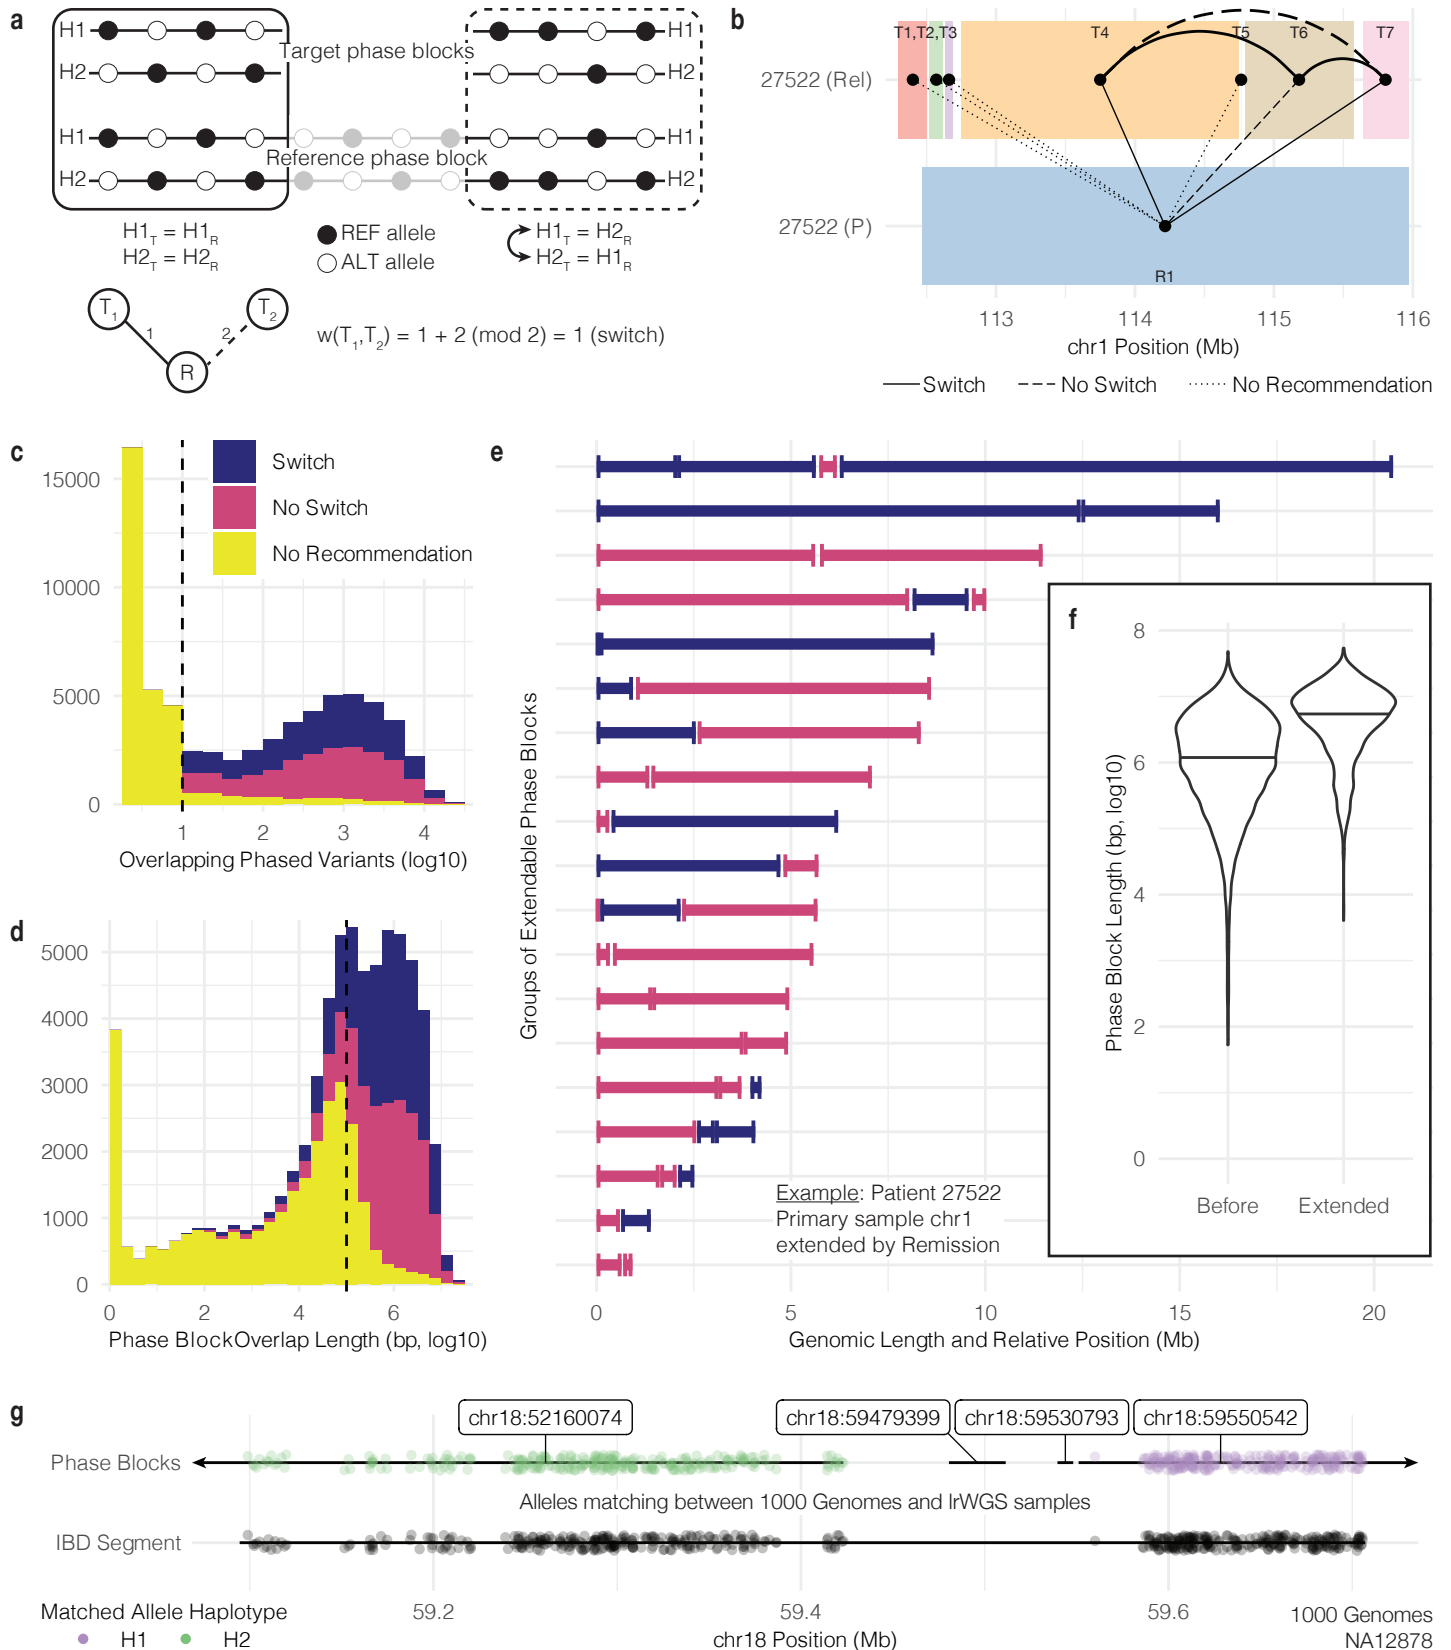 a
H1
H1
Target phase blocks
H2
H2
H1
H1
Reference phase block
H2
H2
H1T = H1R
H2T = H2R
REF allele
ALT allele
H1T = H2R
H2T = H1R
T1
T2
1
2
R
w(T1,T2) = 1 + 2 (mod 2) = 1 (switch)
b
T1,T2,T3
T4
T5
T6
T7
27522 (Rel)
27522 (P)
R1
113
114
115
116
chr1 Position (Mb)
Switch
No Switch
No Recommendation
c
Switch
No Switch
No Recommendation
15000
10000
5000
0
1
2
3
4
Overlapping Phased Variants (log10)
d
5000
4000
3000
2000
1000
0
0
2
4
6
Phase BlockOverlap Length (bp, log10)
e
Groups of Extendable Phase Blocks
Example: Patient 27522
Primary sample chr1
extended by Remission
0
5
10
15
20
Genomic Length and Relative Position (Mb)
f
Phase Block Length (bp, log10)
8
6
4
2
0
Before
Extended
g
chr18:52160074
chr18:59479399
chr18:59530793
chr18:59550542
Phase Blocks
Alleles matching between 1000 Genomes and lrWGS samples
IBD Segment
59.2
59.4
59.6
chr18 Position (Mb)
Matched Allele Haplotype
H1
H2
1000 Genomes
NA12878